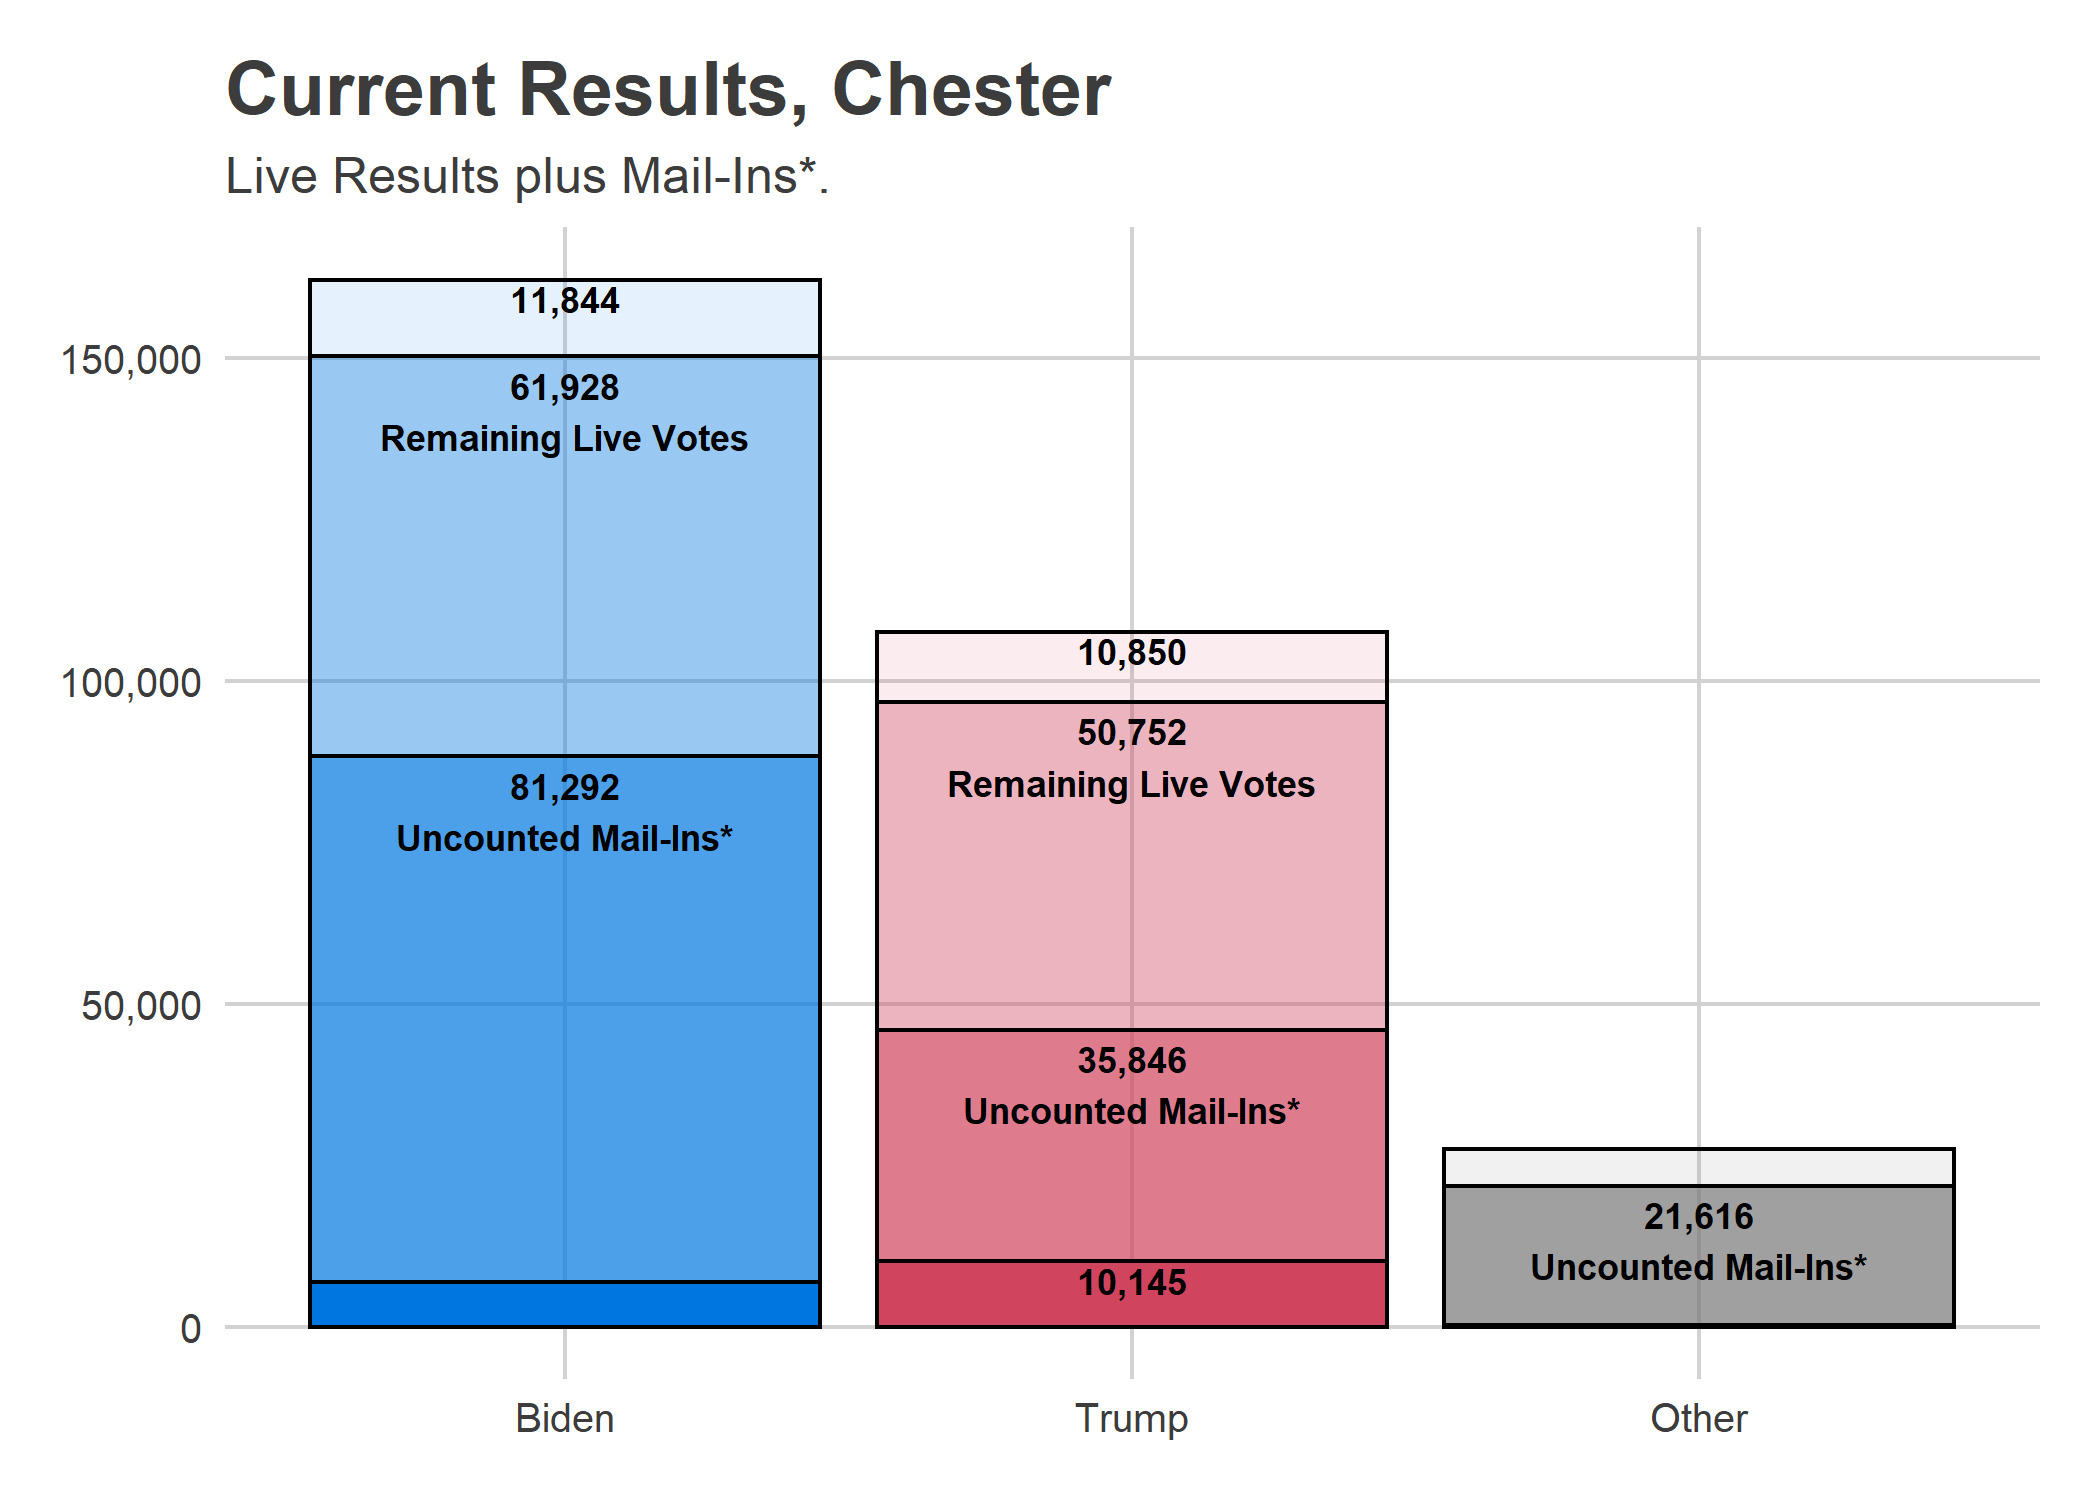 Current Results, Chester
Live Results plus Mail-Ins*.
150,000
100,000
50,000
0
11,844
61,928
Remaining Live Votes
81,292
Uncounted Mail-Ins*
10,850
50,752
Remaining Live Votes
35,846
Uncounted Mail-Ins*
10,145
21,616
Uncounted Mail-Ins*
Biden
Trump
Other